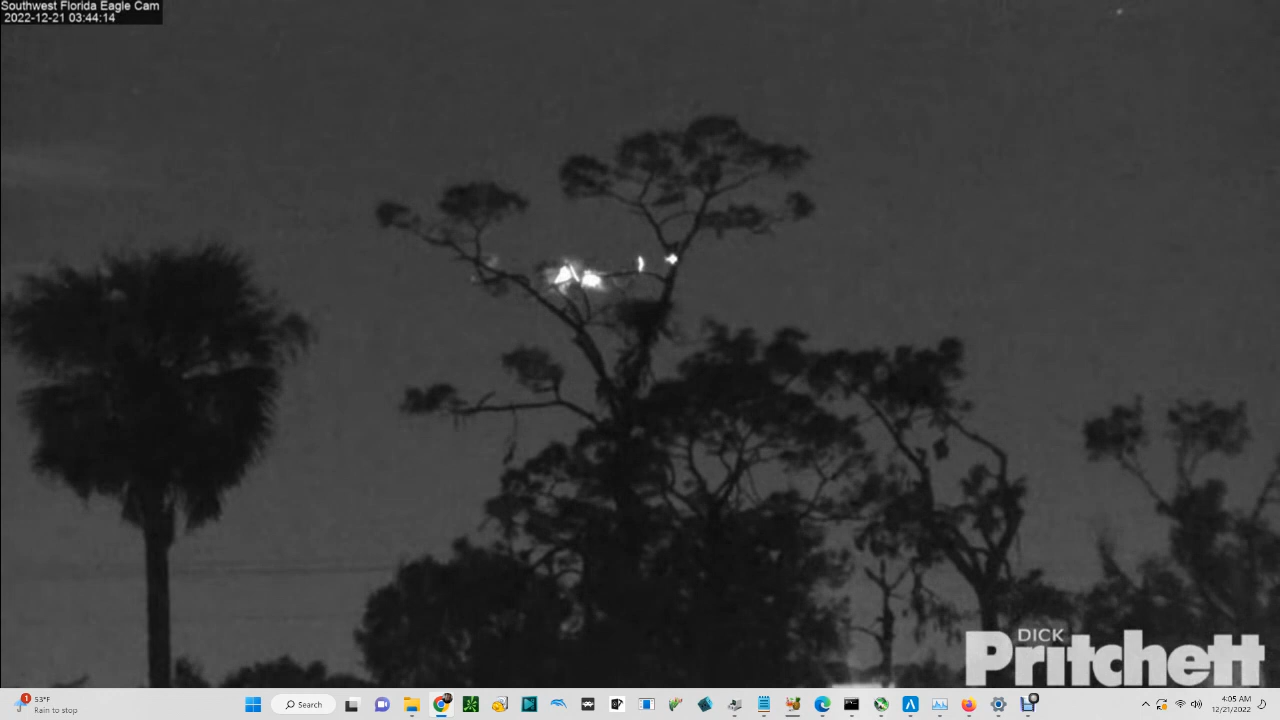 Southwest Florida Eagle Cam
2022-12-21 03:44:14
DICK
Pritchett
1
53°F
Rain to stop
Search
4:05 AM
12/21/2022